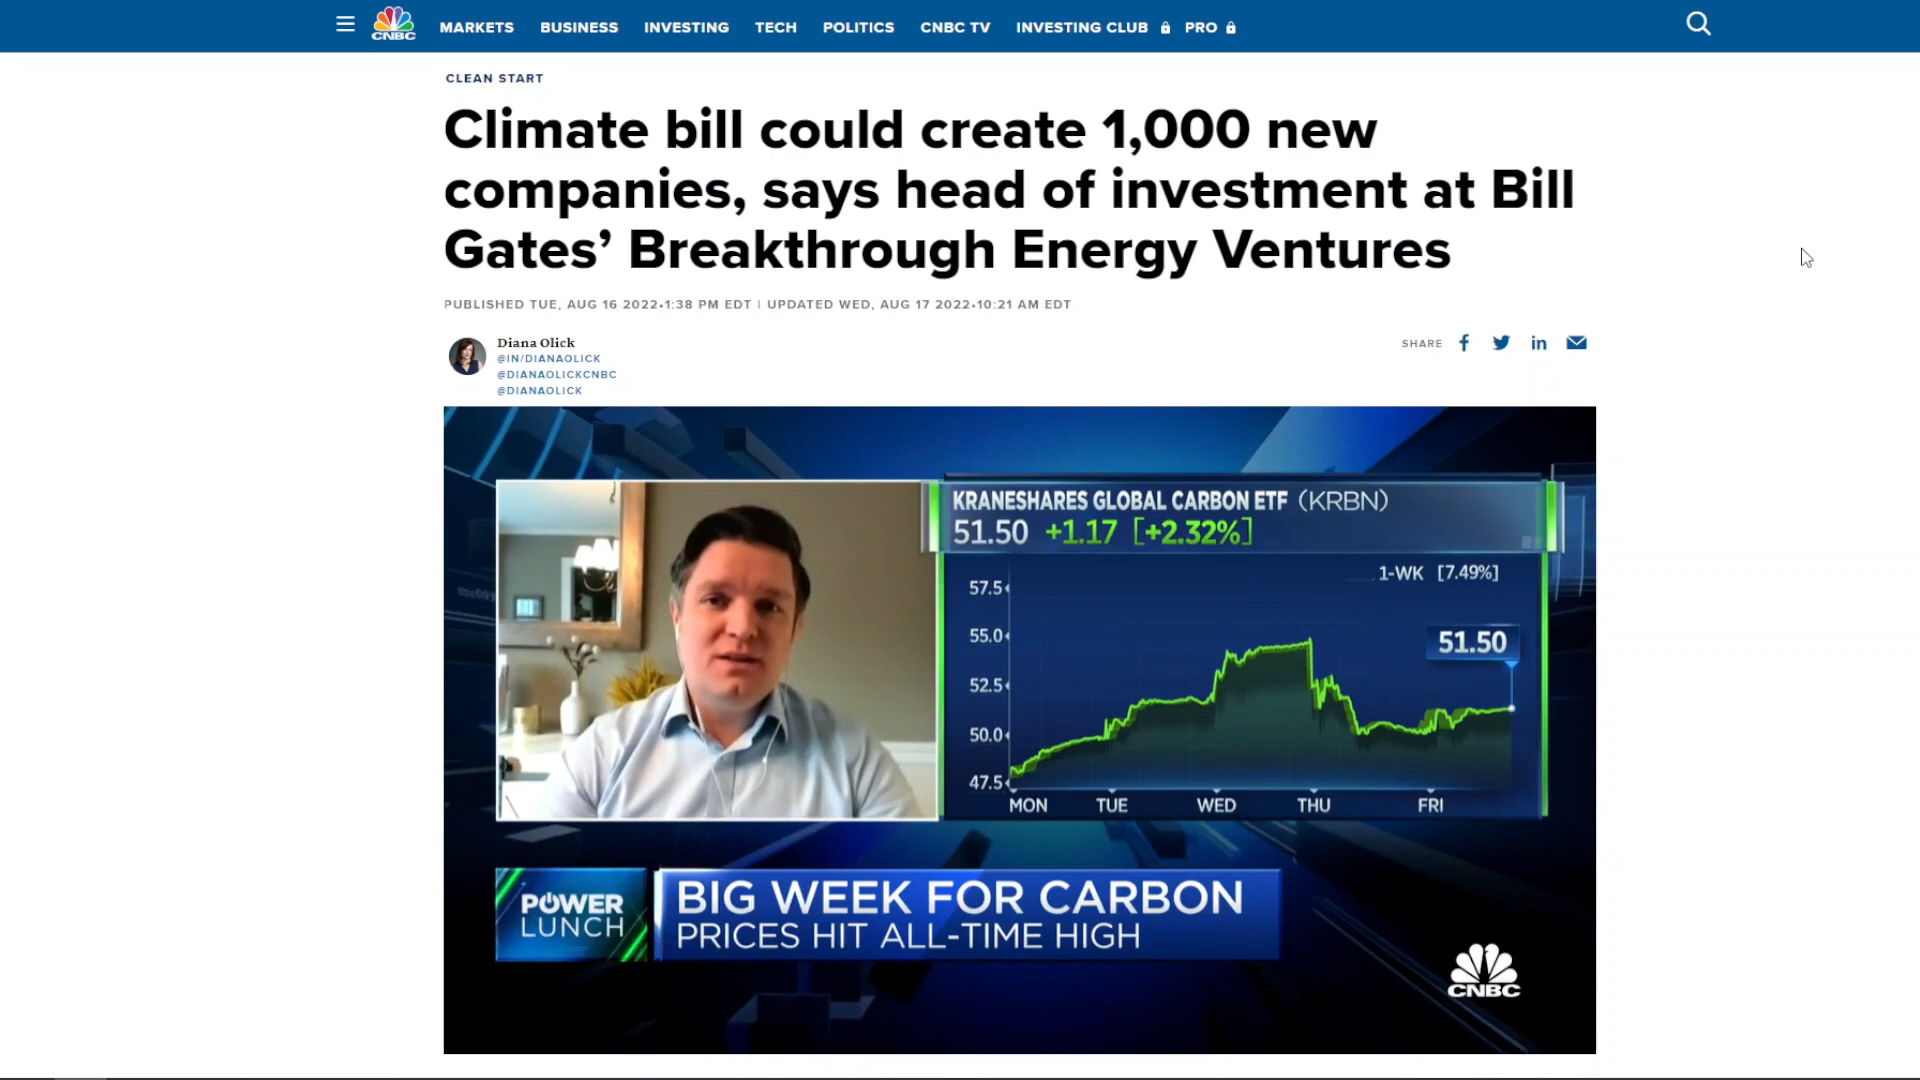 CNBC
MARKETS BUSINESS INVESTING TECH POLITICS CNBC TV INVESTING CLUB PRO
CLEAN START
Climate bill could create 1,000 new
companies, says head of investment at Bill
Gates’ Breakthrough Energy Ventures
PUBLISHED TUE, AUG 16 2022•1:38 PM EDT | UPDATED WED, AUG 17 2022•10:21 AM EDT
Diana Olick
@IN/DIANAOLICK
@DIANAOLICKCNBC
@DIANAOLICK
SHARE
KRANESHARES GLOBAL CARBON ETF (KRBN)
51.50 +1.17 [+2.32%]
1-WK [7.49%]
57.5
55.0
52.5
50.0
47.5
51.50
MON TUE WED THU FRI
POWER
LUNCH
BIG WEEK FOR CARBON
PRICES HIT ALL-TIME HIGH
CNBC